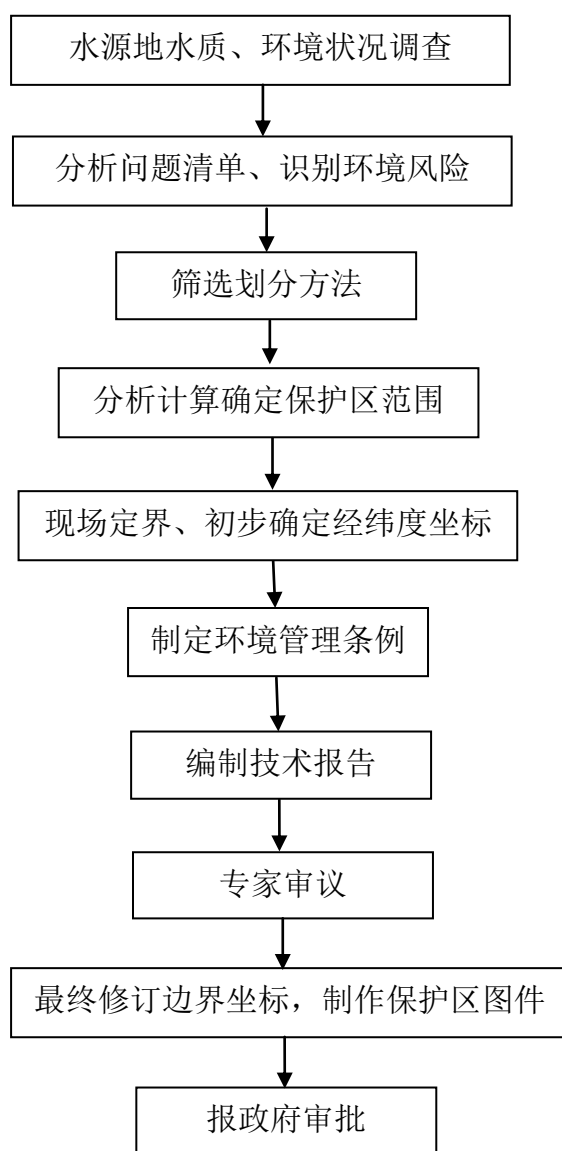 水源地水质、环境状况调查
分析问题清单、识别环境风险
筛选划分方法
分析计算确定保护区范围
现场定界、初步确定经纬度坐标
制定环境管理条例
编制技术报告
专家审议
最终修订边界坐标，制作保护区图件
报政府审批